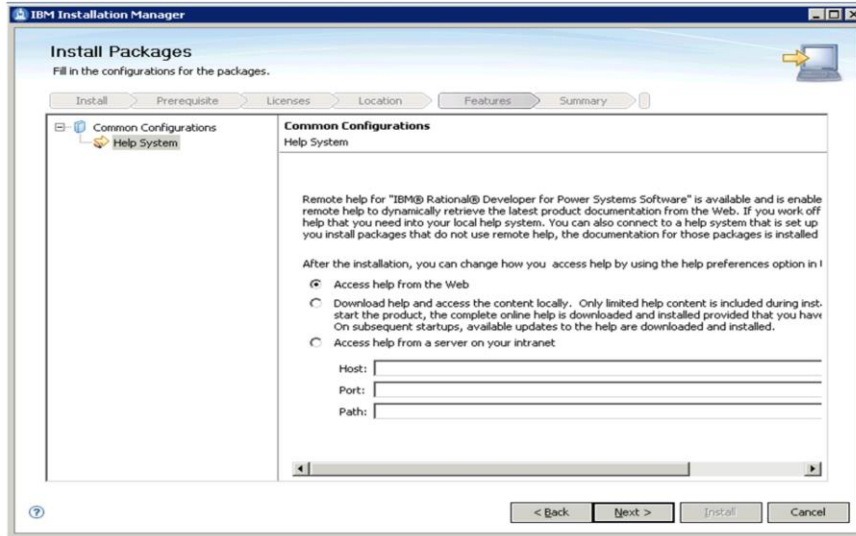 IBM Installation Manager
Install Packages
Fill in the configurations for the packages.
Install
Prerequisite
Licenses
Location
Features
Summary
Common Configurations
Help System
Common Configurations
Help System
Remote help for "IBM® Rational® Developer for Power Systems Software" is available and is enable
remote help to dynamically retrieve the latest product documentation from the Web. If you work off
help that you need into your local help system. You can also connect to a help system that is set up
you install packages that do not use remote help, the documentation for those packages is installed
After the installation, you can change how you access help by using the help preferences option in
Access help from the Web
Download help and access the content locally. Only limited help content is included during inst
start the product, the complete online help is downloaded and installed provided that you have
On subsequent startups, available updates to the help are downloaded and installed.
Access help from a server on your intranet
Host:
Port:
Path:
< Back
Next >
Install
Cancel